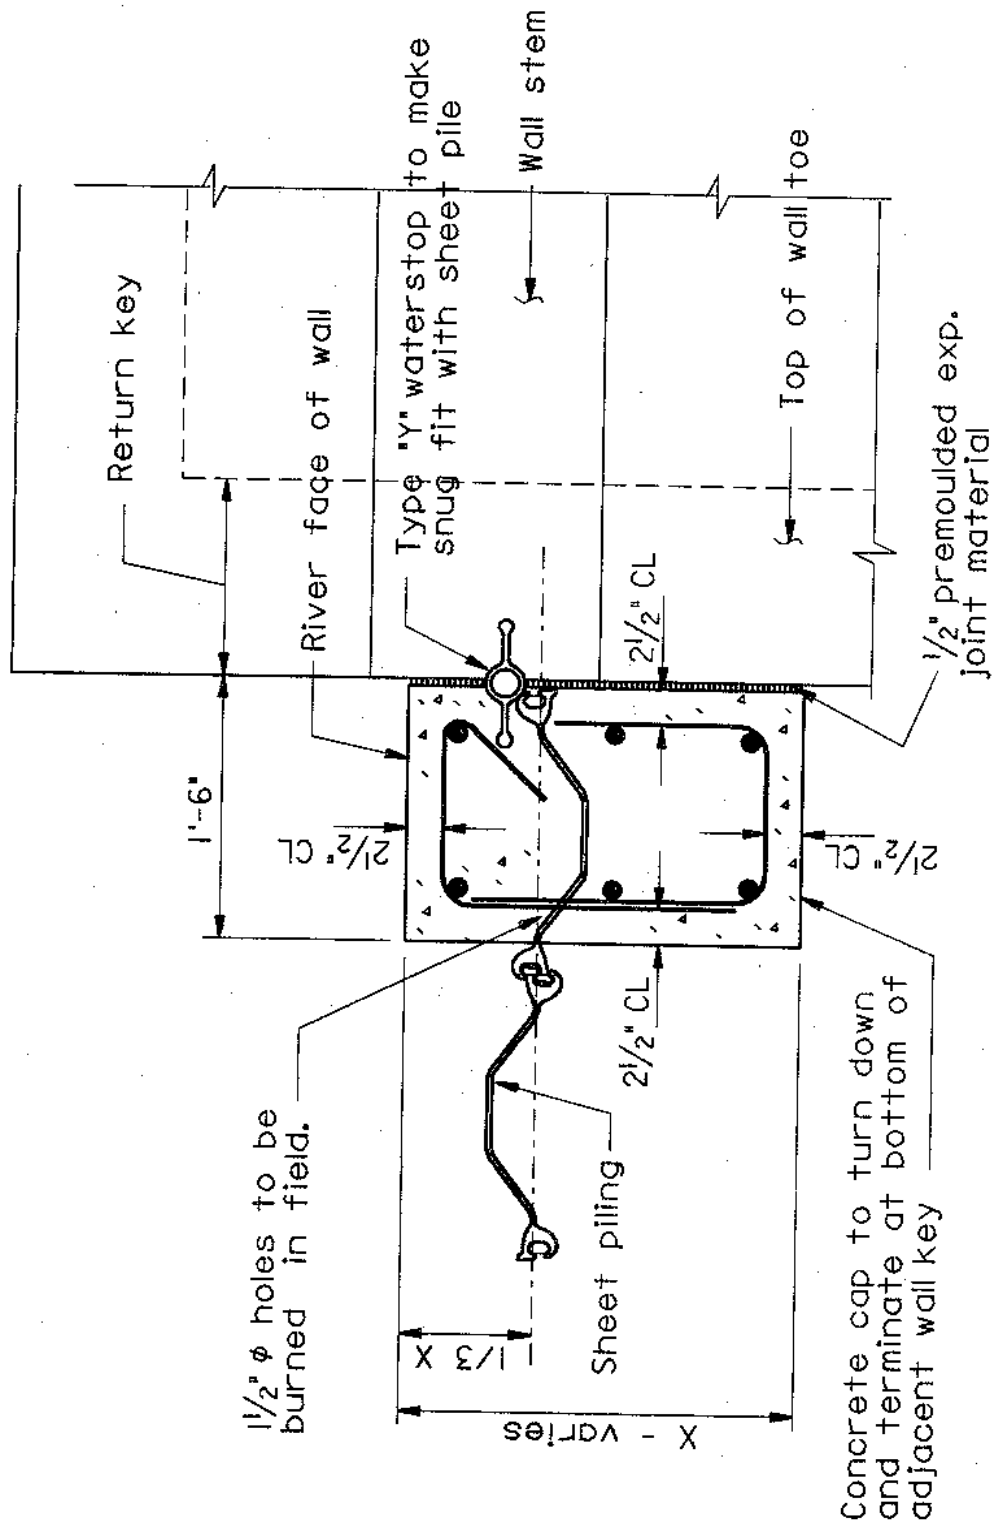 Return key
River face of wall
Type "Y" waterstop to make
snug fit with sheet pile
Wall stem
Top of wall toe
1/2" premoulded exp.
joint material
1'-6"
2 1/2" CL
2 1/2" CL
2 1/2" CL
2 1/2" CL
1 1/2" ϕ holes to be
burned in field.
Sheet piling
1/3 X
X - varies
Concrete cap to turn down
and terminate at bottom of
adjacent wall key